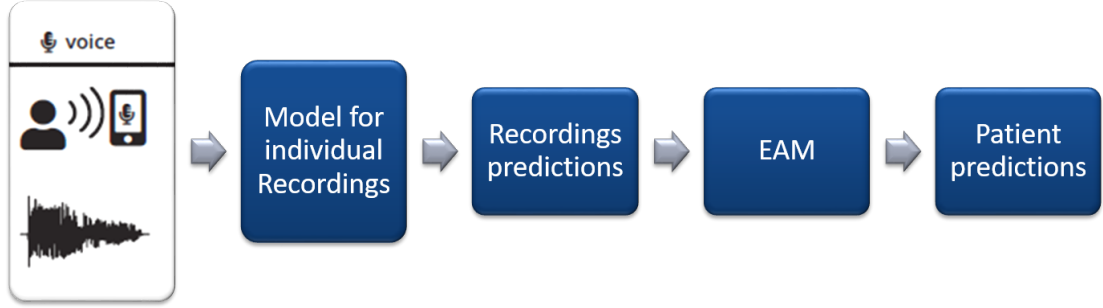 voice
Model for
individual
Recordings
Recordings
predictions
EAM
Patient
predictions